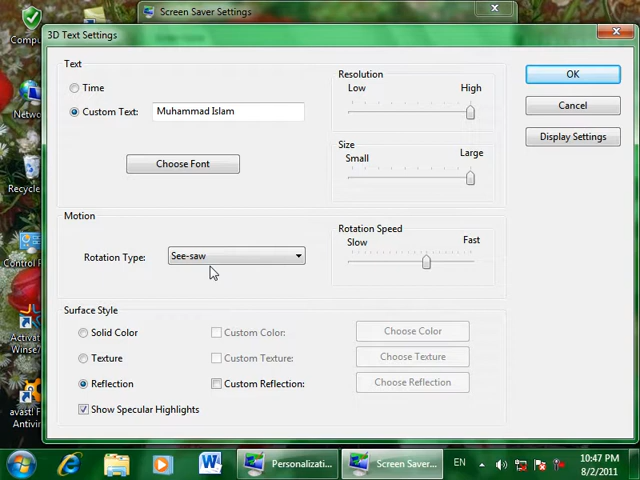 Screen Saver Settings
3D Text Settings
Text
Time
Custom Text:
Muhammad Islam
Choose Font
Resolution
Low
High
Size
Small
Large
OK
Cancel
Display Settings
Motion
Rotation Type:
See-saw
Rotation Speed
Slow
Fast
Surface Style
Solid Color
Custom Color:
Choose Color
Texture
Custom Texture:
Choose Texture
Reflection
Custom Reflection:
Choose Reflection
Show Specular Highlights
Compu
Netwo
Recycle
Control P
Activat
Winse
avast! F
Antivir
Personalizati...
Screen Saver...
EN
10:47 PM
8/2/2011